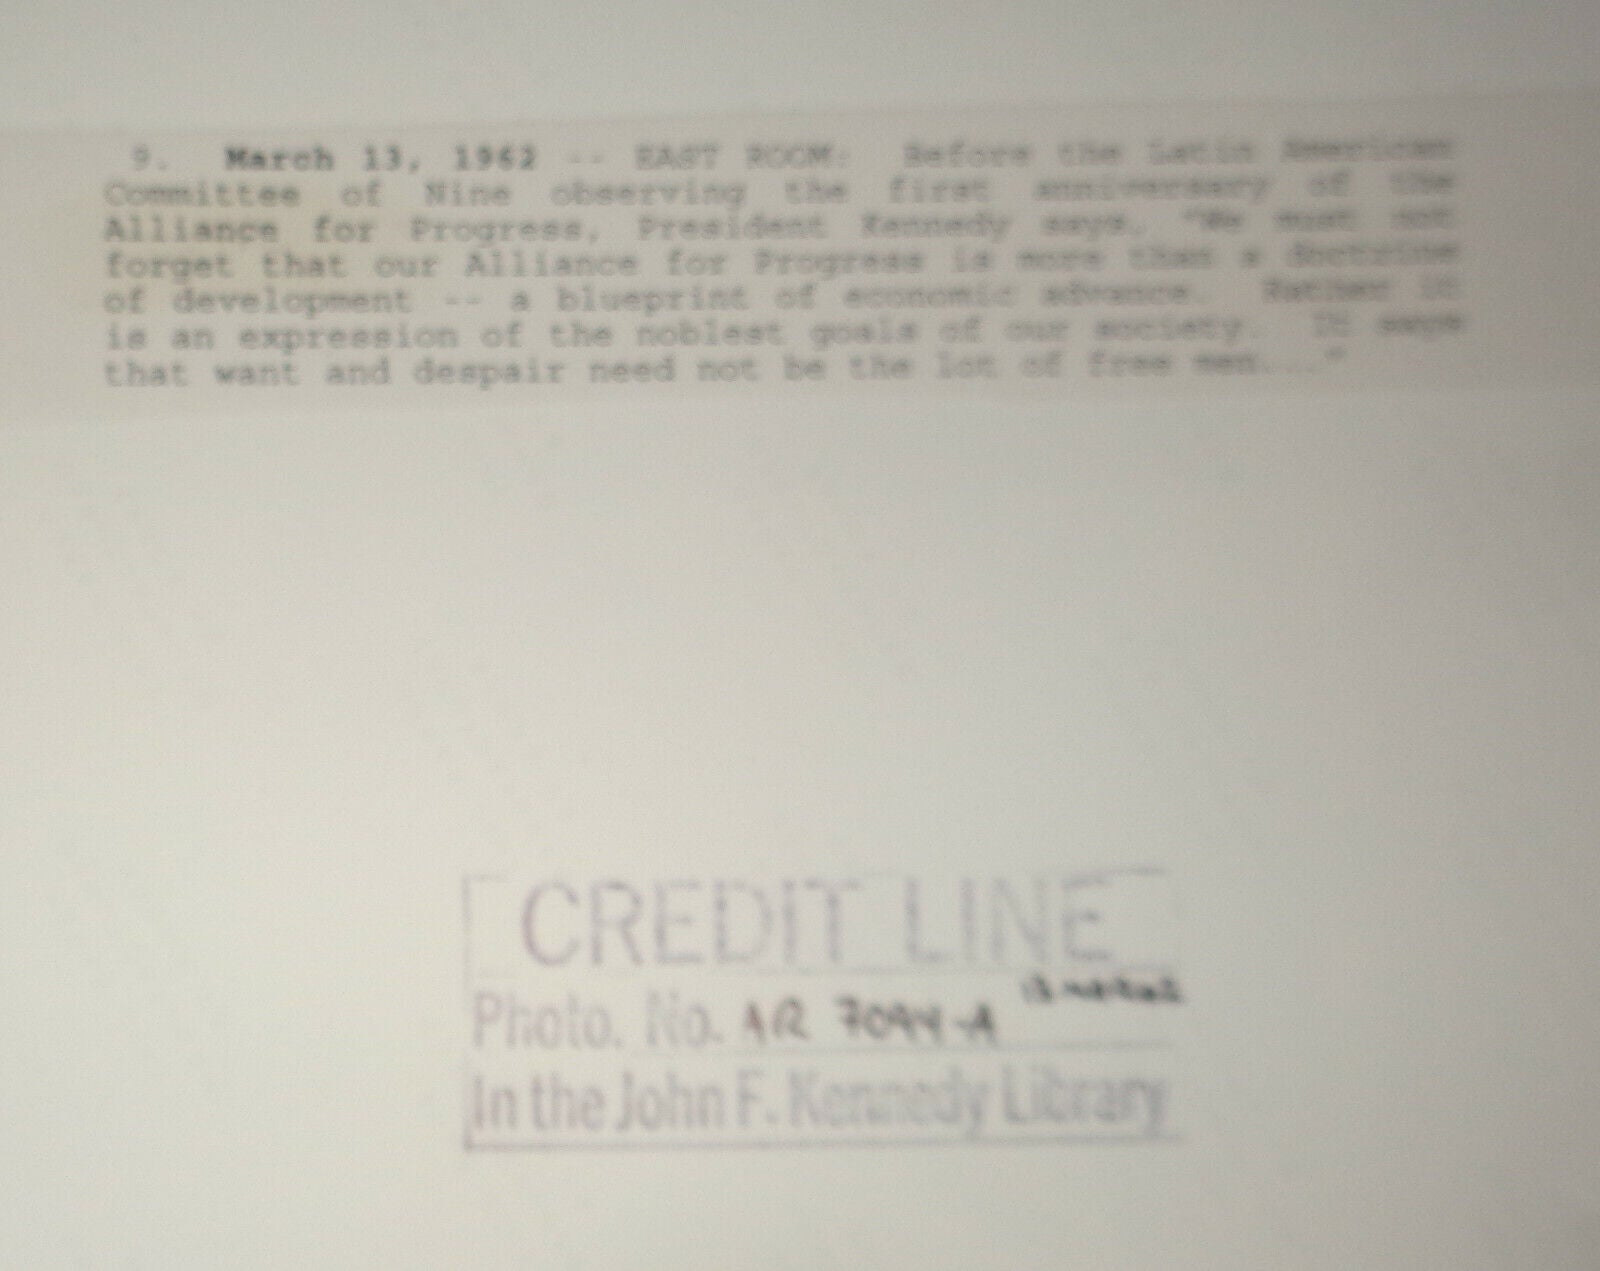 9. March 13, 1962 -- EAST ROOM: Before the Latin American
Committee of Nine observing the first anniversary of the
Alliance for Progress, President Kennedy says, "We must not
forget that our Alliance for Progress is more than a doctrine
of development -- a blueprint of economic advance. Rather it
is an expression of the noblest goals of our society. It says
that want and despair need not be the lot of free men...."
CREDIT LINE
Photo. No. AR 7094-A
In the John F. Kennedy Library